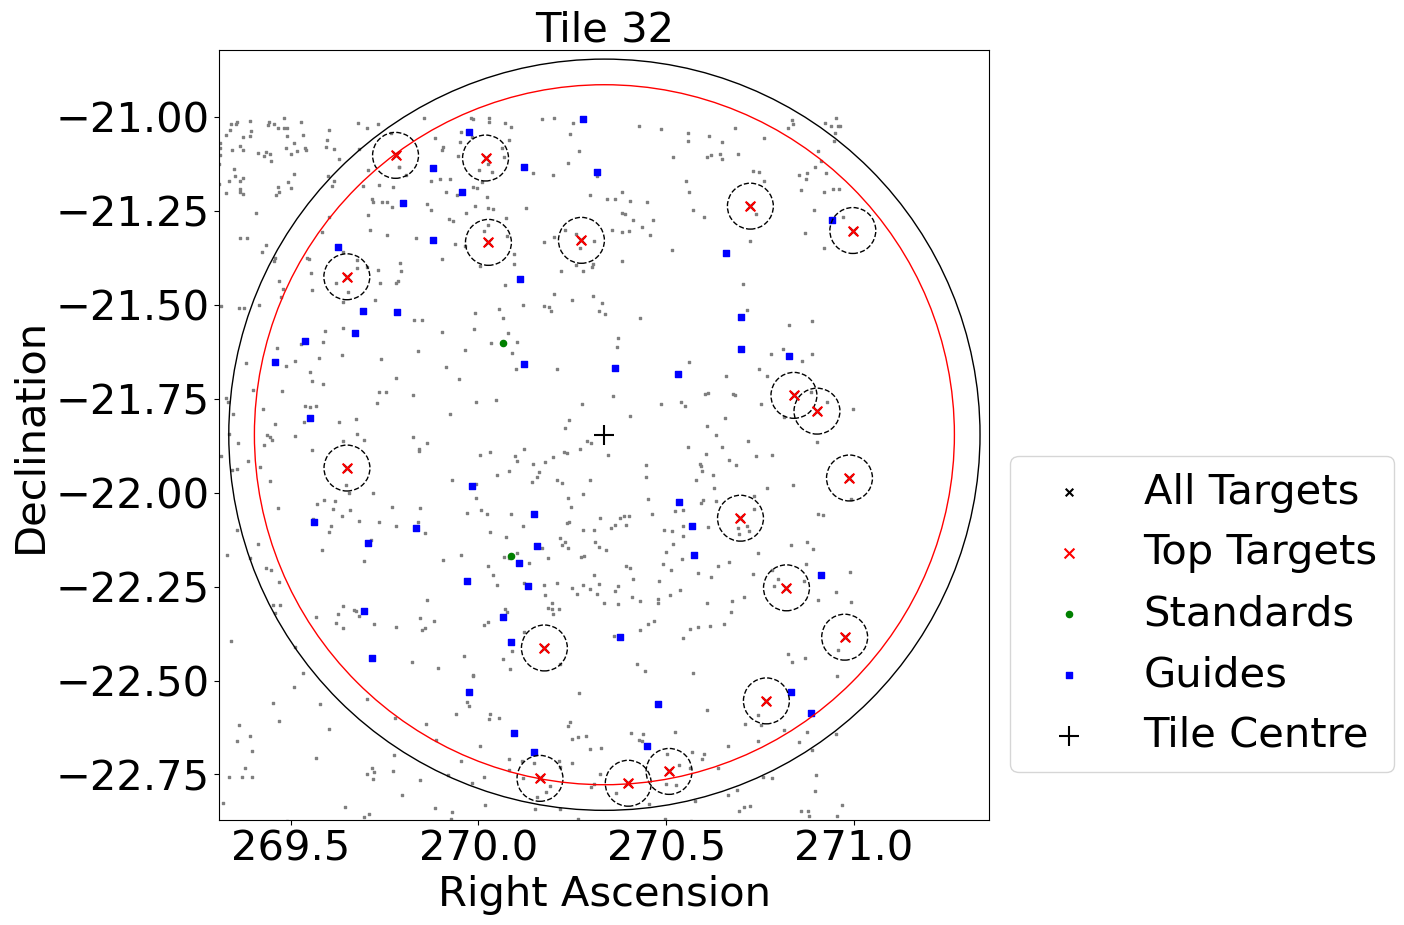 Tile 32
−21.00
−21.25
−21.50
−21.75
−22.00
−22.25
−22.50
−22.75
269.5
270.0
270.5
271.0
Right Ascension
Declination
All Targets
Top Targets
Standards
Guides
Tile Centre